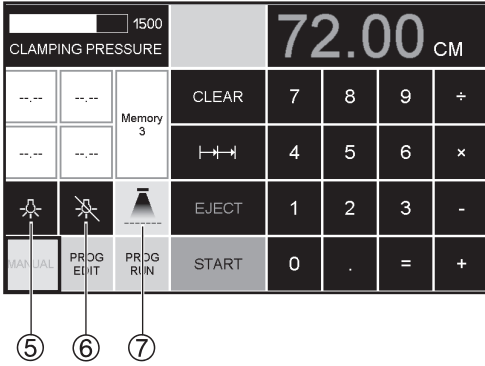 1500
CLAMPING PRESSURE
72.00 CM
--.-- --.-- Memory 3 CLEAR 7 8 9 ÷
--.-- --.-- 4 5 6 ×
EJECT 1 2 3 -
MANUAL PROG EDIT PROG RUN START 0 . = +
⑤ ⑥ ⑦